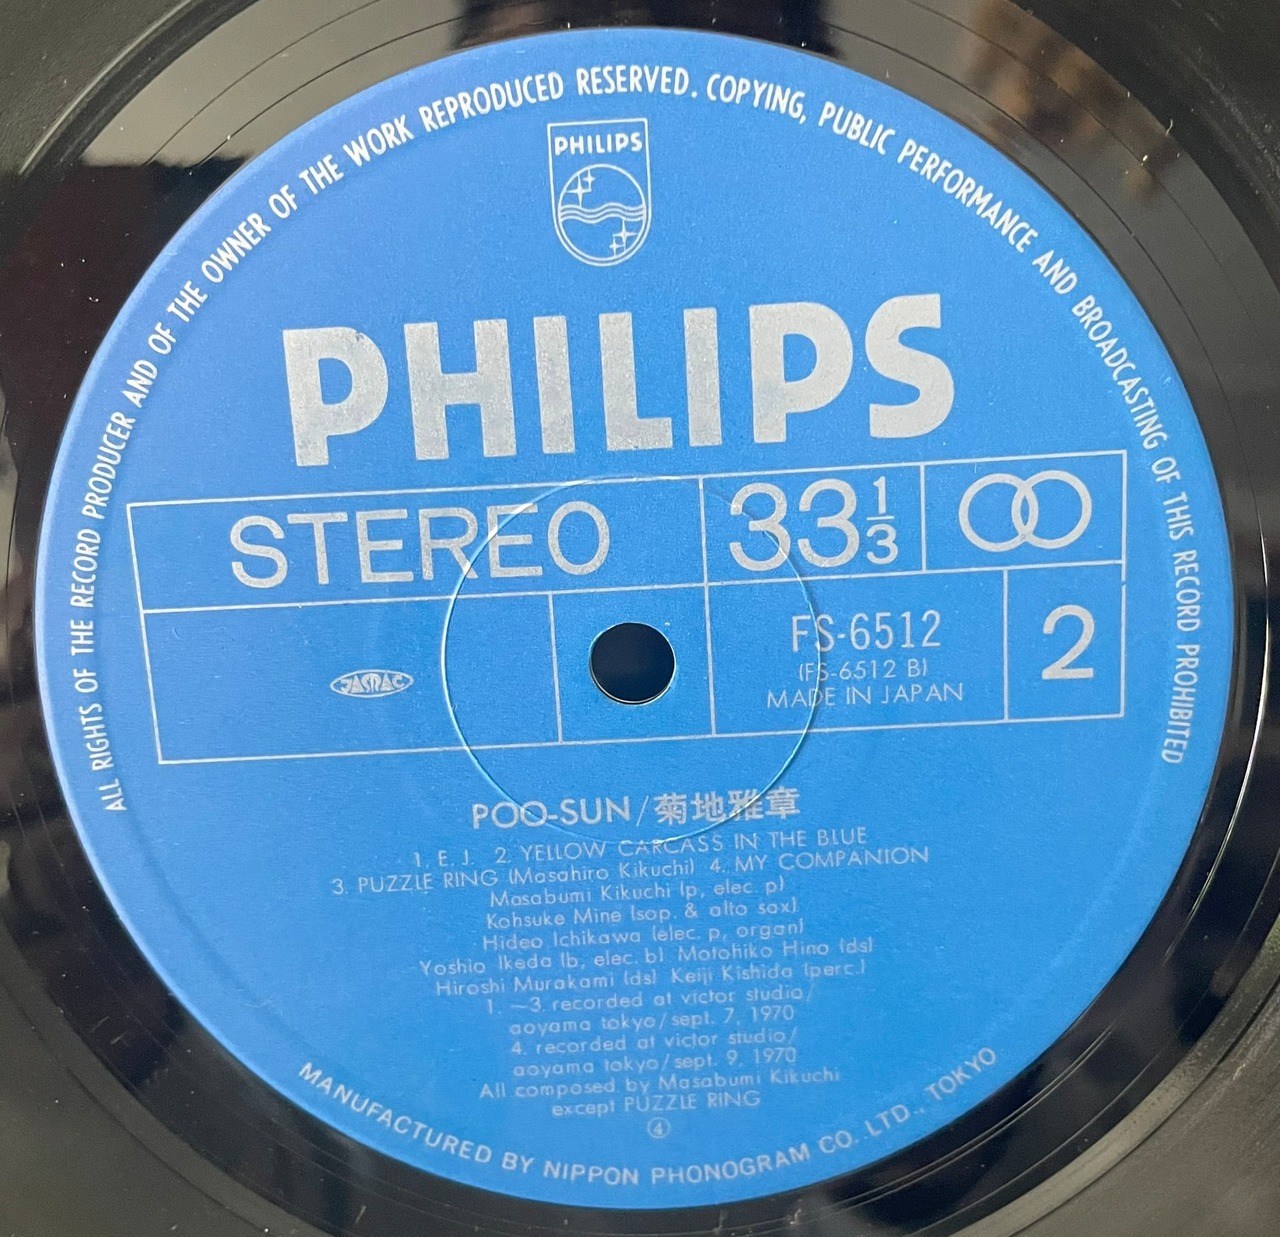 ALL RIGHTS OF THE RECORD PRODUCER AND OF THE OWNER OF THE WORK REPRODUCED RESERVED. COPYING, PUBLIC PERFORMANCE AND BROADCASTING OF THIS RECORD PROHIBITED
PHILIPS
PHILIPS
STEREO 33 1/3
JASRAC
FS-6512 2
(FS-6512 B)
MADE IN JAPAN
POO-SUN/菊地雅章
1. E. J. 2. YELLOW CARCASS IN THE BLUE
3. PUZZLE RING (Masahiro Kikuchi) 4. MY COMPANION
Masabumi Kikuchi (p, elec. p)
Kohsuke Mine (sop. & alto sax)
Hideo Ichikawa (elec. p, organ)
Yoshio Ikeda (b, elec. b) Motohiko Hino (ds)
Hiroshi Murakami (ds) Keiji Kishida (perc.)
1. —3. recorded at victor studio/
aoyama tokyo/sept. 7, 1970
4. recorded at victor studio/
aoyama tokyo/sept. 9, 1970
All composed by Masabumi Kikuchi
except PUZZLE RING
④
MANUFACTURED BY NIPPON PHONOGRAM CO. LTD., TOKYO